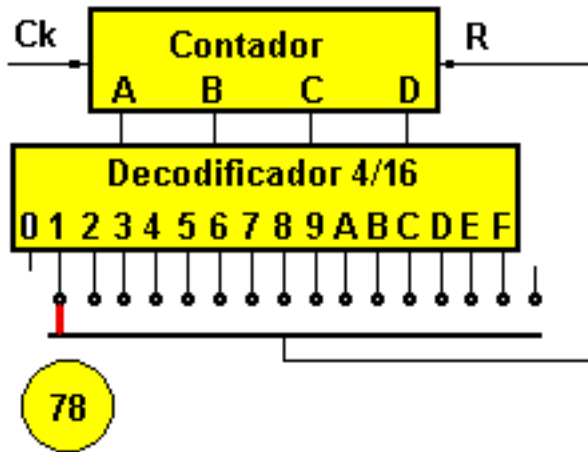 Ck Contador R
A B C D
Decodificador 4/16
0 1 2 3 4 5 6 7 8 9 A B C D E F
78